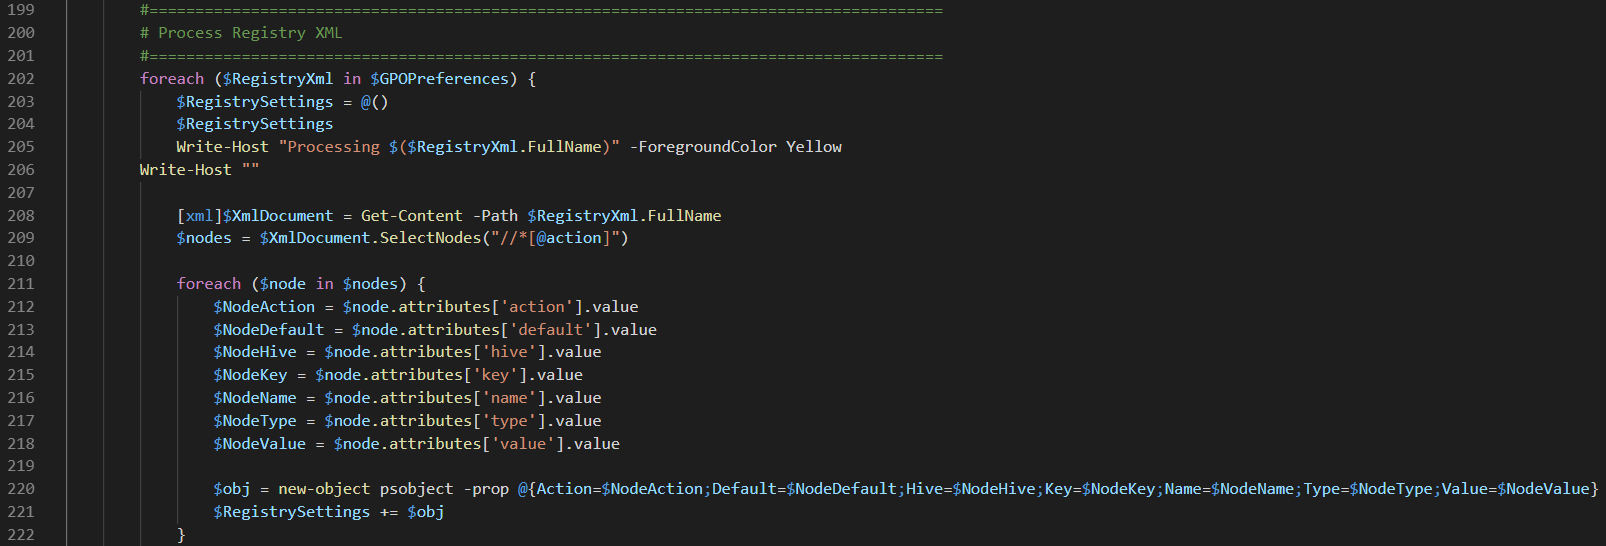 199 #======================================================================================
200 # Process Registry XML
201 #======================================================================================
202 foreach ($RegistryXml in $GPOPreferences) {
203 $RegistrySettings = @()
204 $RegistrySettings
205 Write-Host "Processing $($RegistryXml.FullName)" -ForegroundColor Yellow
206 Write-Host ""
207
208 [xml]$XmlDocument = Get-Content -Path $RegistryXml.FullName
209 $nodes = $XmlDocument.SelectNodes("//*[@action]")
210
211 foreach ($node in $nodes) {
212 $NodeAction = $node.attributes['action'].value
213 $NodeDefault = $node.attributes['default'].value
214 $NodeHive = $node.attributes['hive'].value
215 $NodeKey = $node.attributes['key'].value
216 $NodeName = $node.attributes['name'].value
217 $NodeType = $node.attributes['type'].value
218 $NodeValue = $node.attributes['value'].value
219
220 $obj = new-object psobject -prop @{Action=$NodeAction;Default=$NodeDefault;Hive=$NodeHive;Key=$NodeKey;Name=$NodeName;Type=$NodeType;Value=$NodeValue}
221 $RegistrySettings += $obj
222 }